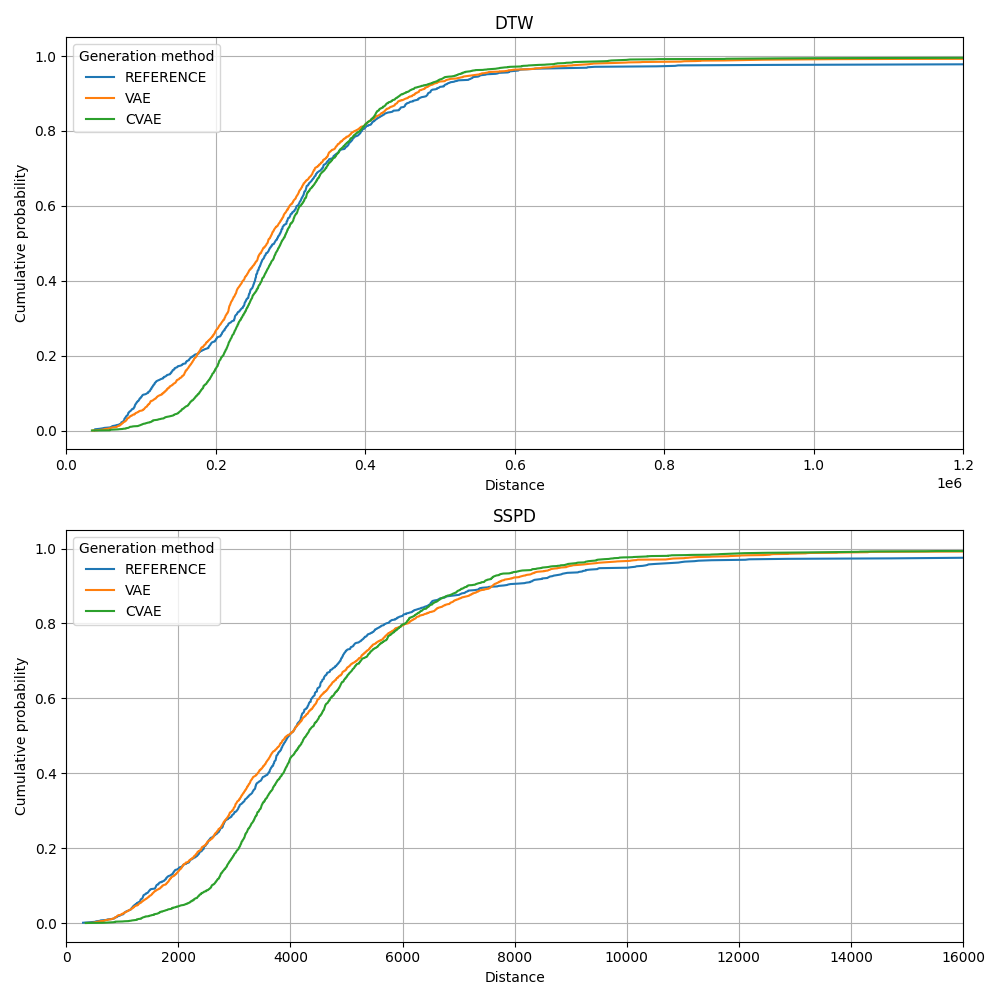 DTW
Generation method
REFERENCE
VAE
CVAE
Cumulative probability
1.0
0.8
0.6
0.4
0.2
0.0
0.0 0.2 0.4 0.6 0.8 1.0 1.2
Distance
1e6
SSPD
Generation method
REFERENCE
VAE
CVAE
Cumulative probability
1.0
0.8
0.6
0.4
0.2
0.0
0 2000 4000 6000 8000 10000 12000 14000 16000
Distance